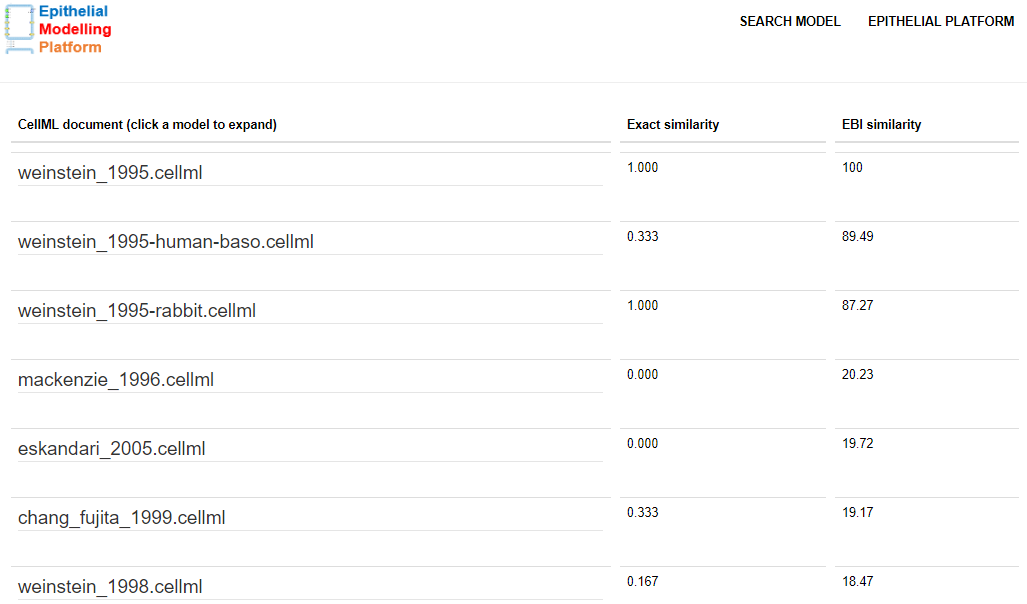 Epithelial
Modelling
Platform
SEARCH MODEL EPITHELIAL PLATFORM
CellML document (click a model to expand) Exact similarity EBI similarity
weinstein_1995.cellml 1.000 100
weinstein_1995-human-baso.cellml 0.333 89.49
weinstein_1995-rabbit.cellml 1.000 87.27
mackenzie_1996.cellml 0.000 20.23
eskandari_2005.cellml 0.000 19.72
chang_fujita_1999.cellml 0.333 19.17
weinstein_1998.cellml 0.167 18.47